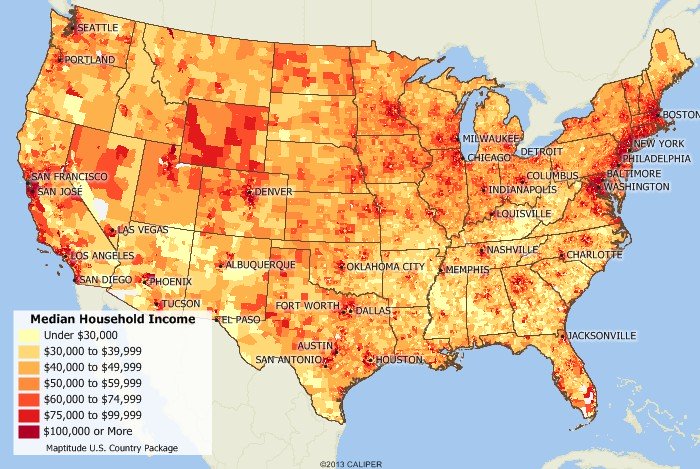 SEATTLE
PORTLAND
BOSTON
MILWAUKEE
NEW YORK
DETROIT
CHICAGO
PHILADELPHIA
COLUMBUS
BALTIMORE
SAN FRANCISCO
INDIANAPOLIS
WASHINGTON
SAN JOSÉ
DENVER
LOUISVILLE
LAS VEGAS
NASHVILLE
LOS ANGELES
CHARLOTTE
ALBUQUERQUE
OKLAHOMA CITY
MEMPHIS
SAN DIEGO
PHOENIX
TUCSON
FORT WORTH
DALLAS
EL PASO
JACKSONVILLE
AUSTIN
SAN ANTONIO
HOUSTON
Median Household Income
Under $30,000
$30,000 to $39,999
$40,000 to $49,999
$50,000 to $59,999
$60,000 to $74,999
$75,000 to $99,999
$100,000 or More
Maptitude U.S. Country Package
©2013 CALIPER